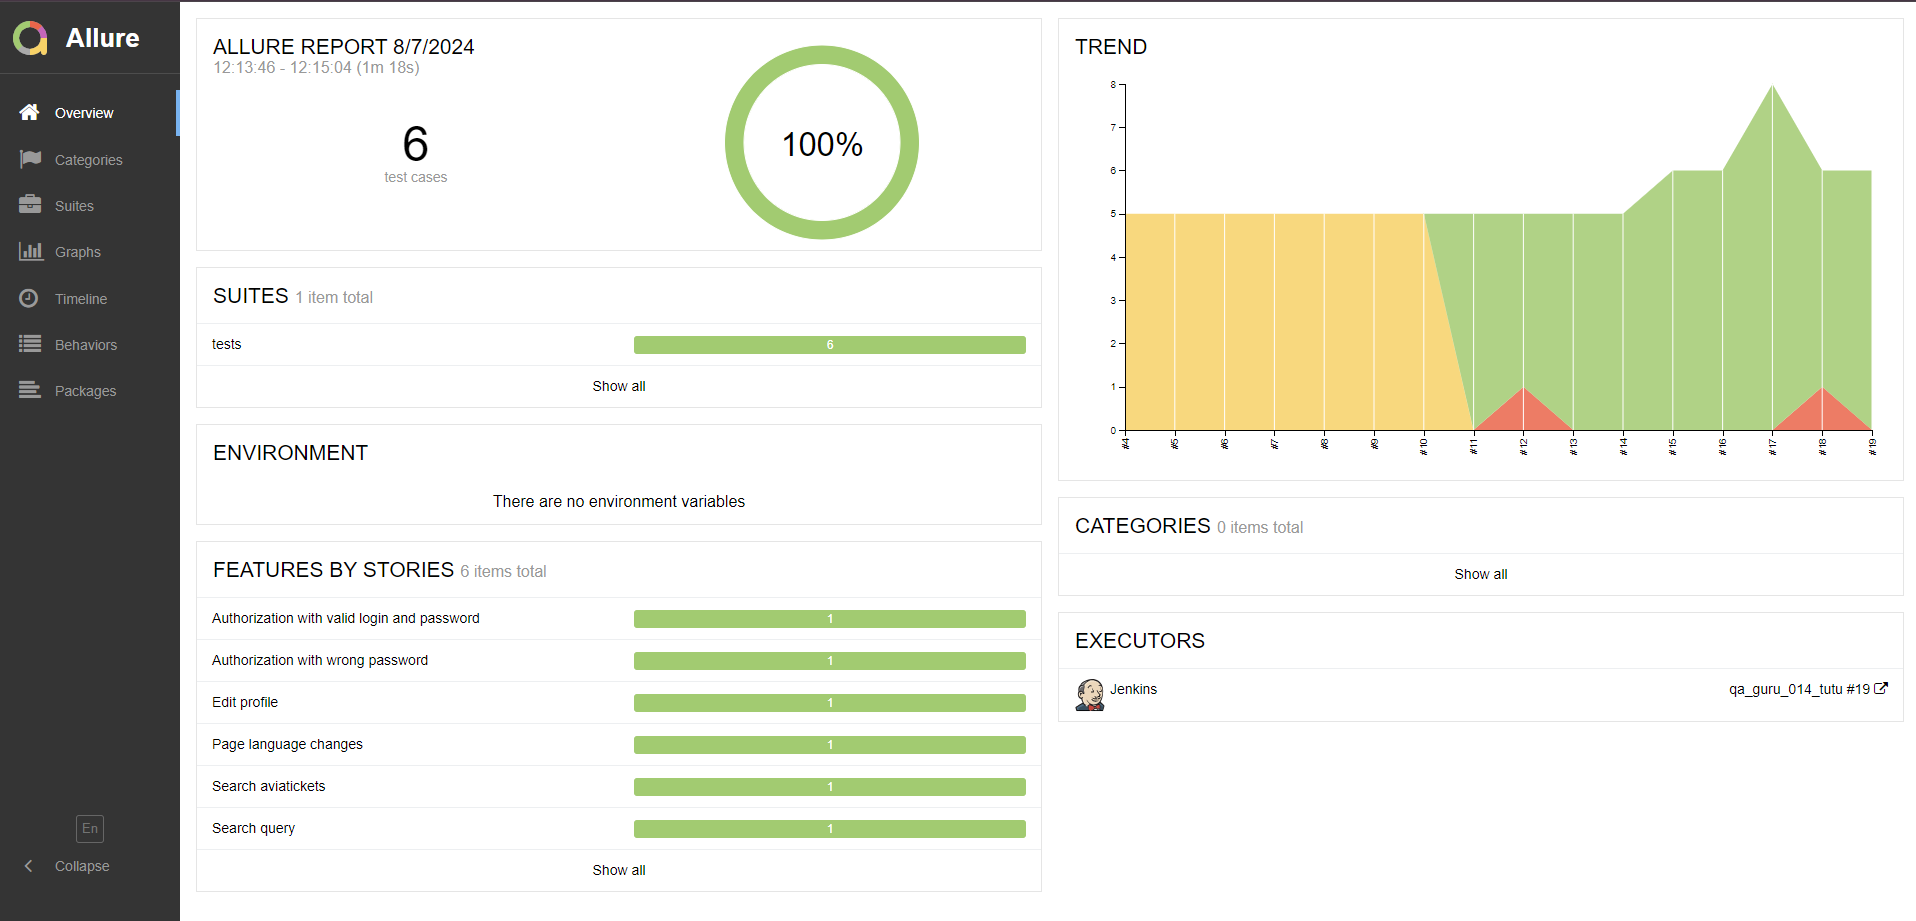 Allure
Overview
Categories
Suites
Graphs
Timeline
Behaviors
Packages
En
Collapse
ALLURE REPORT 8/7/2024
12:13:46 - 12:15:04 (1m 18s)
6
test cases
100%
SUITES 1 item total
tests 6
Show all
ENVIRONMENT
There are no environment variables
FEATURES BY STORIES 6 items total
Authorization with valid login and password 1
Authorization with wrong password 1
Edit profile 1
Page language changes 1
Search aviatickets 1
Search query 1
Show all
TREND
8
7
6
5
4
3
2
1
0
#4 #5 #6 #7 #8 #9 #10 #11 #12 #13 #14 #15 #16 #17 #18 #19
CATEGORIES 0 items total
Show all
EXECUTORS
Jenkins qa_guru_014_tutu #19